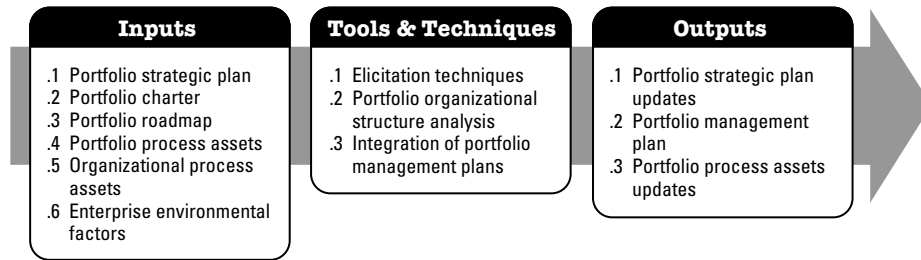 Inputs
.1 Portfolio strategic plan
.2 Portfolio charter
.3 Portfolio roadmap
.4 Portfolio process assets
.5 Organizational process
assets
.6 Enterprise environmental
factors
Tools & Techniques
.1 Elicitation techniques
.2 Portfolio organizational
structure analysis
.3 Integration of portfolio
management plans
Outputs
.1 Portfolio strategic plan
updates
.2 Portfolio management
plan
.3 Portfolio process assets
updates